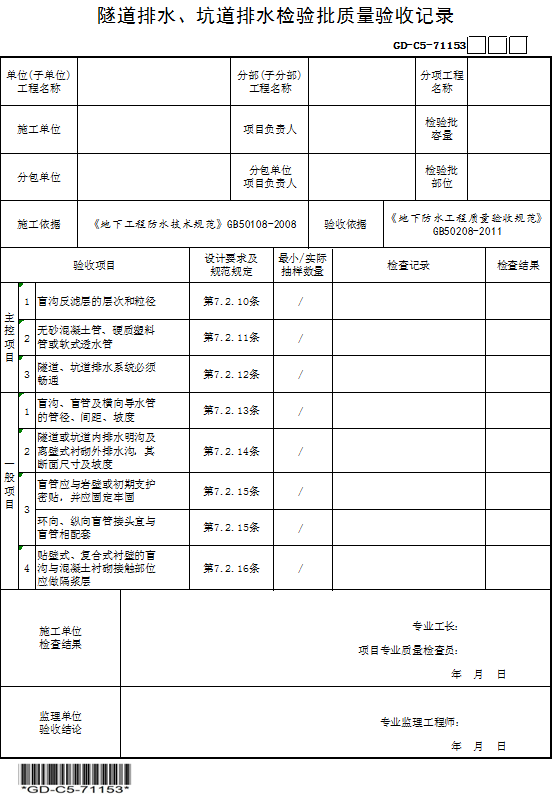 隧道排水、坑道排水检验批质量验收记录
GD-C5-71153
单位(子单位)
工程名称
分部(子分部)
工程名称
分项工程
名称
施工单位
项目负责人
检验批
容量
分包单位
分包单位
项目负责人
检验批
部位
施工依据
《地下工程防水技术规范》GB50108-2008
验收依据
《地下防水工程质量验收规范》
GB50208-2011
验收项目
设计要求及
规范规定
最小/实际
抽样数量
检查记录
检查结果
主
控
项
目
1
盲沟反滤层的层次和粒径
第7.2.10条
/
2
无砂混凝土管、硬质塑料
管或软式透水管
第7.2.11条
/
3
隧道、坑道排水系统必须
畅通
第7.2.12条
/
一
般
项
目
1
盲沟、盲管及横向导水管
的管径、间距、坡度
第7.2.13条
/
2
隧道或坑道内排水明沟及
离壁式衬砌外排水沟，其
断面尺寸及坡度
第7.2.14条
/
3
盲管应与岩壁或初期支护
密贴，并应固定牢固
第7.2.15条
/
环向、纵向盲管接头宜与
盲管相配套
第7.2.15条
/
4
贴壁式、复合式衬壁的盲
沟与混凝土衬砌接触部位
应做隔浆层
第7.2.16条
/
施工单位
检查结果
专业工长：
项目专业质量检查员：
年 月 日
监理单位
验收结论
专业监理工程师：
年 月 日
*GD-C5-71153*